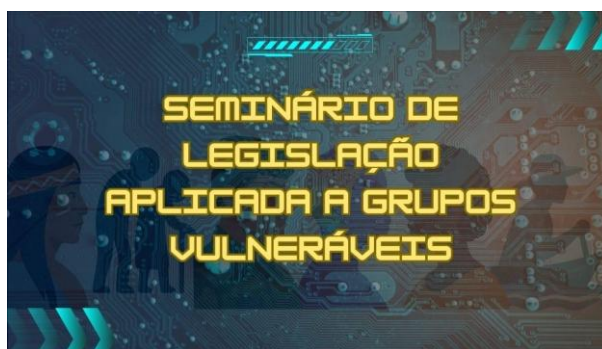 SEMINÁRIO DE
LEGISLAÇÃO
APLICADA A GRUPOS
VULNERÁVEIS